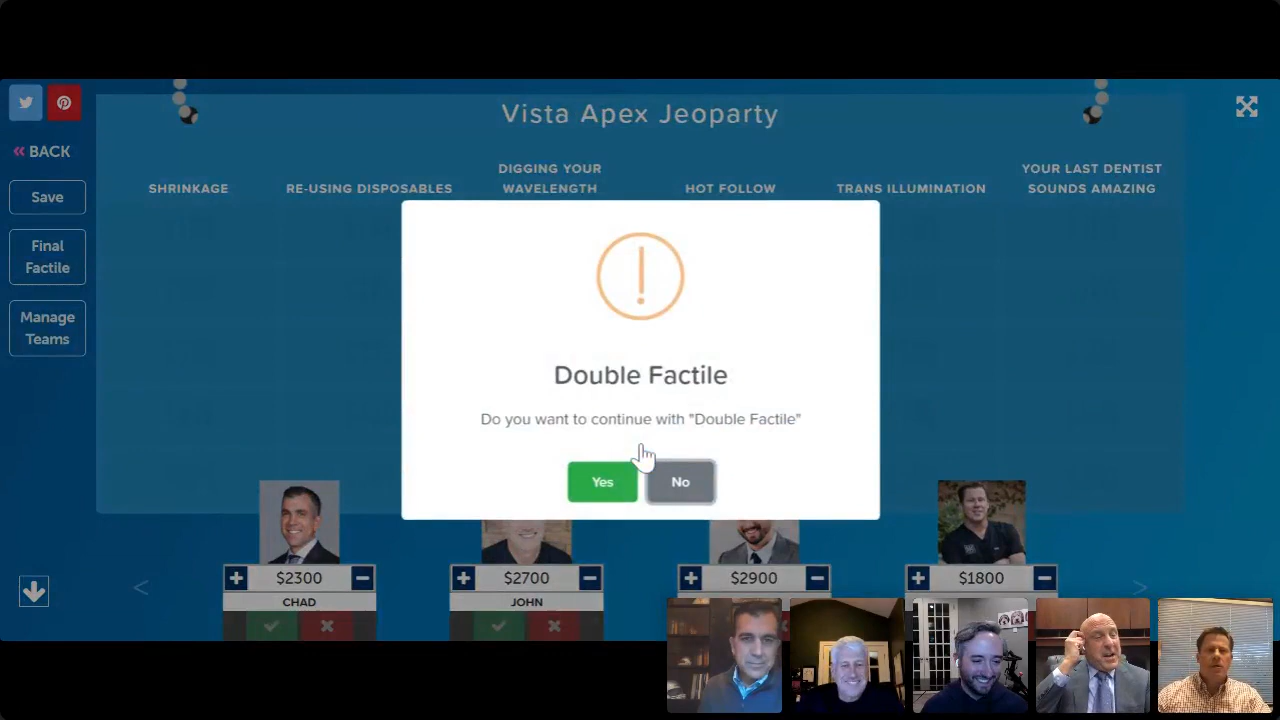 Vista Apex Jeoparty
« BACK
Save
Final
Factile
Manage
Teams
SHRINKAGE
RE-USING DISPOSABLES
DIGGING YOUR
WAVELENGTH
HOT FOLLOW
TRANS ILLUMINATION
YOUR LAST DENTIST
SOUNDS AMAZING
Double Factile
Do you want to continue with "Double Factile"
Yes
No
$2300
$2700
$2900
$1800
CHAD
JOHN